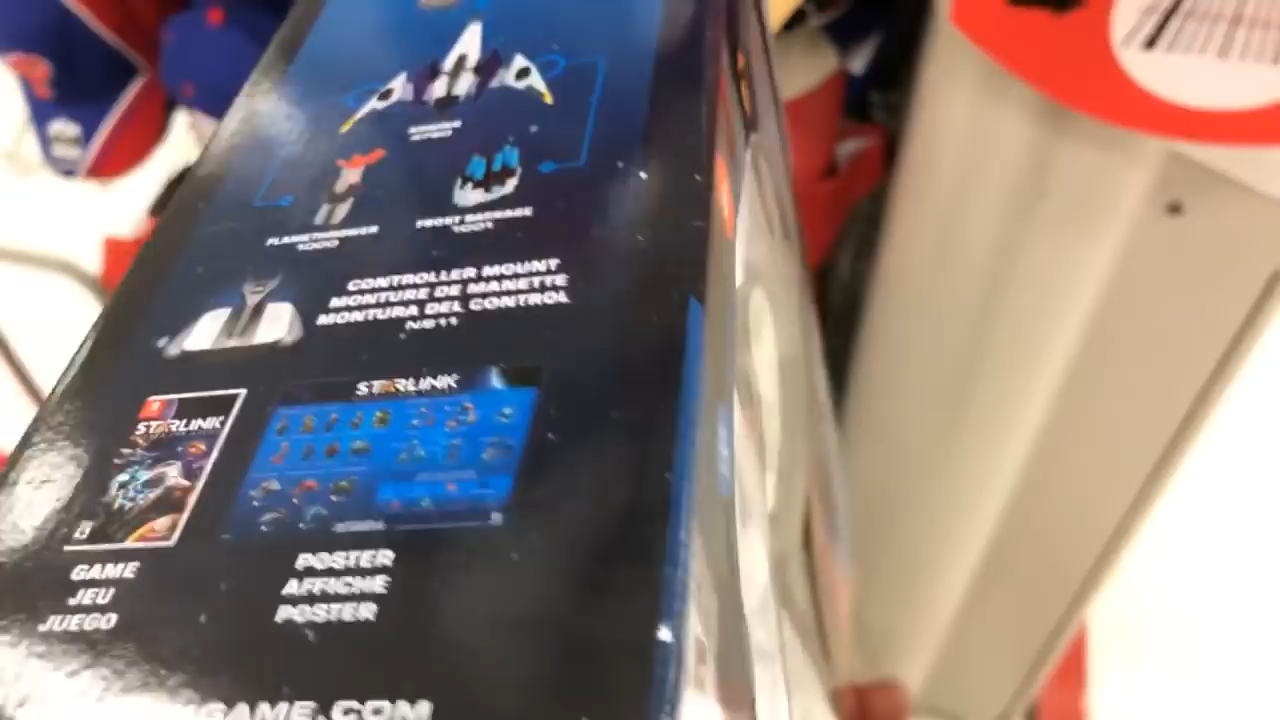 FLAMETHROWER
1000
FROST BARRAGE
1001
CONTROLLER MOUNT
MONTURE DE MANETTE
MONTURA DEL CONTROL
NS11
STARLINK
STARLINK
GAME
JEU
JUEGO
POSTER
AFFICHE
POSTER
GAME.COM